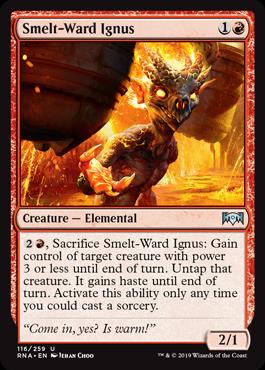 Smelt-Ward Ignus 1
Creature — Elemental
2, Sacrifice Smelt-Ward Ignus: Gain
control of target creature with power
3 or less until end of turn. Untap that
creature. It gains haste until end of
turn. Activate this ability only any time
you could cast a sorcery.
“Come in, yes? Is warm!”
2/1
116/259 U
RNA • EN JEHAN CHOO
™ & © 2019 Wizards of the Coast